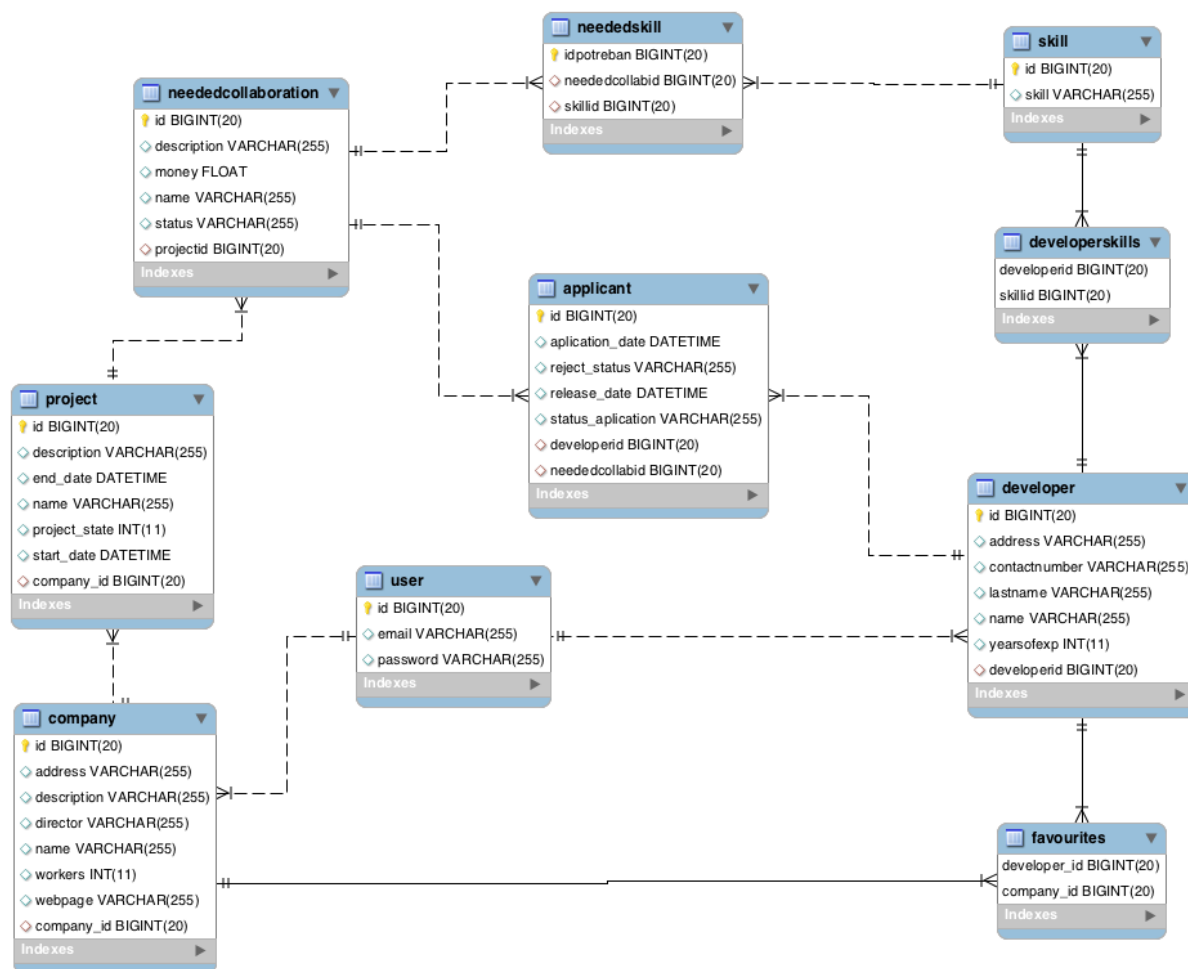 neededskill
idpotreban BIGINT(20)
neededcollabid BIGINT(20)
skillid BIGINT(20)
Indexes
skill
id BIGINT(20)
skill VARCHAR(255)
Indexes
neededcollaboration
id BIGINT(20)
description VARCHAR(255)
money FLOAT
name VARCHAR(255)
status VARCHAR(255)
projectid BIGINT(20)
Indexes
developerskills
developerid BIGINT(20)
skillid BIGINT(20)
Indexes
applicant
id BIGINT(20)
aplication_date DATETIME
reject_status VARCHAR(255)
release_date DATETIME
status_aplication VARCHAR(255)
developerid BIGINT(20)
neededcollabid BIGINT(20)
Indexes
project
id BIGINT(20)
description VARCHAR(255)
end_date DATETIME
name VARCHAR(255)
project_state INT(11)
start_date DATETIME
company_id BIGINT(20)
Indexes
developer
id BIGINT(20)
address VARCHAR(255)
contactnumber VARCHAR(255)
lastname VARCHAR(255)
name VARCHAR(255)
yearsofexp INT(11)
developerid BIGINT(20)
Indexes
user
id BIGINT(20)
email VARCHAR(255)
password VARCHAR(255)
Indexes
company
id BIGINT(20)
address VARCHAR(255)
description VARCHAR(255)
director VARCHAR(255)
name VARCHAR(255)
workers INT(11)
webpage VARCHAR(255)
company_id BIGINT(20)
Indexes
favourites
developer_id BIGINT(20)
company_id BIGINT(20)
Indexes